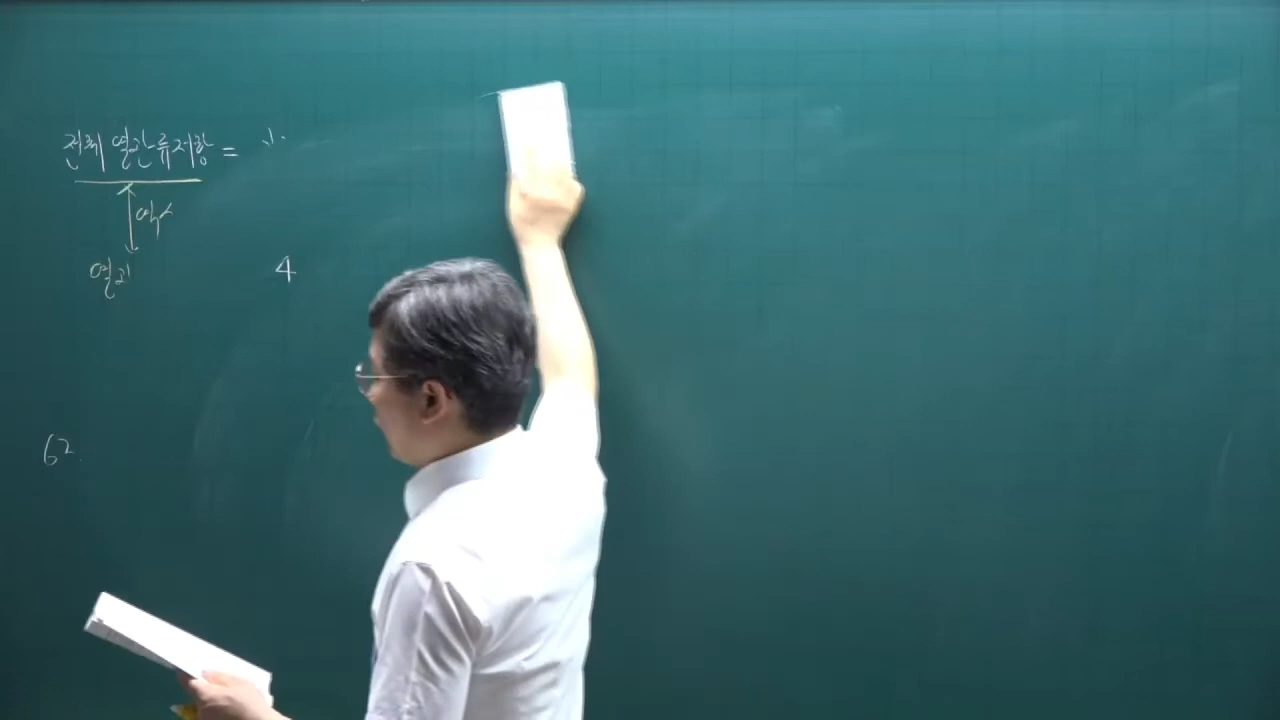 전체 열관류저항 =
역수
열관
4
62.